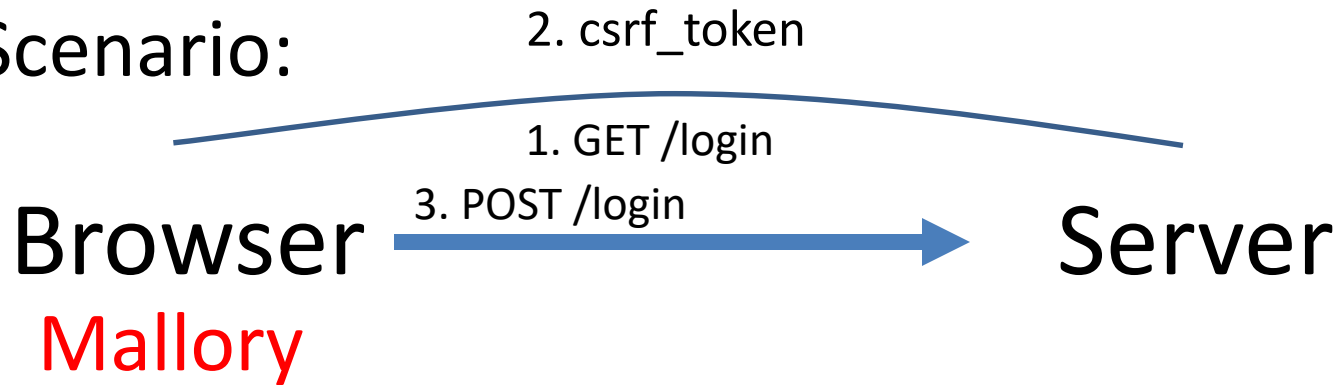 Scenario:
2. csrf_token
1. GET /login
3. POST /login
Browser
Server
Mallory